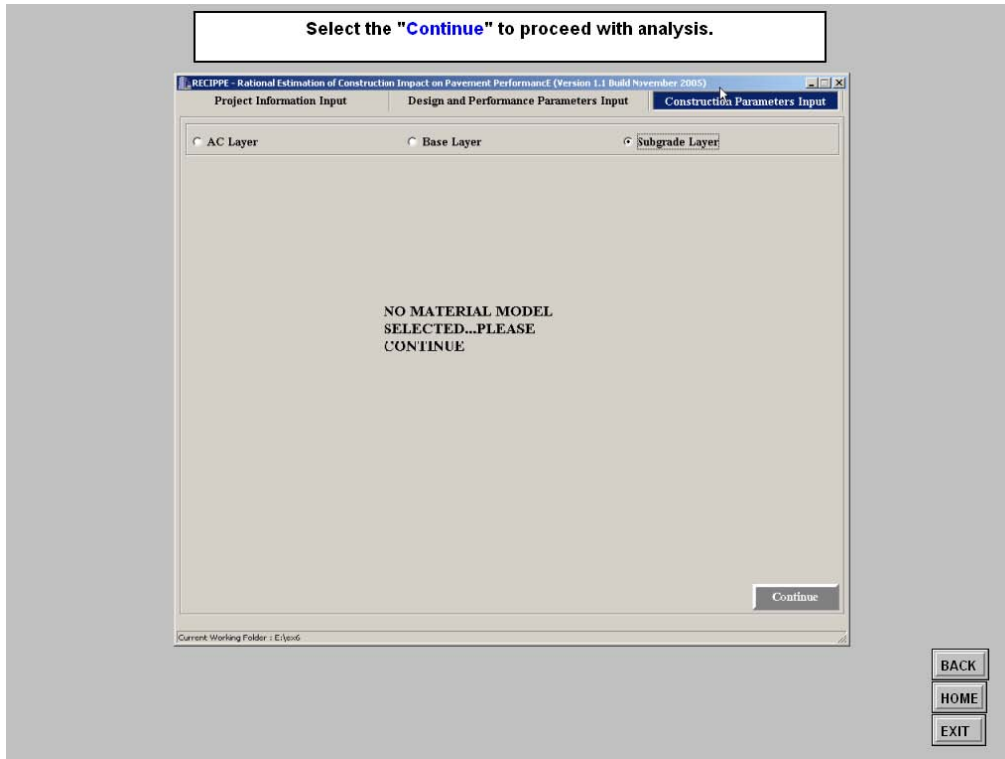 Select the "Continue" to proceed with analysis.
RECIPPE - Rational Estimation of Construction Impact on Pavement PerformancE (Version 1.1 Build November 2005)
Project Information Input
Design and Performance Parameters Input
Construction Parameters Input
AC Layer
Base Layer
Subgrade Layer
NO MATERIAL MODEL
SELECTED...PLEASE
CONTINUE
Continue
Current Working Folder : E:\ex6
BACK
HOME
EXIT